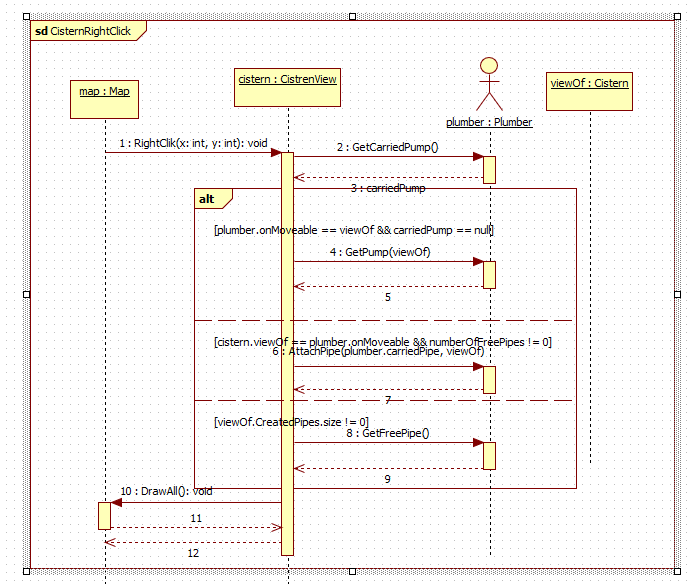 sd CisternRightClick
map : Map
cistern : CistrenView
plumber : Plumber
viewOf : Cistern
1 : RightClik(x: int, y: int): void
2 : GetCarriedPump()
3 : carriedPump
alt
[plumber.onMoveable == viewOf && carriedPump == null]
4 : GetPump(viewOf)
5
[cistern.viewOf == plumber.onMoveable && numberOfFreePipes != 0]
6 : AttachPipe(plumber.carriedPipe, viewOf)
7
[viewOf.CreatedPipes.size != 0]
8 : GetFreePipe()
9
10 : DrawAll(): void
11
12